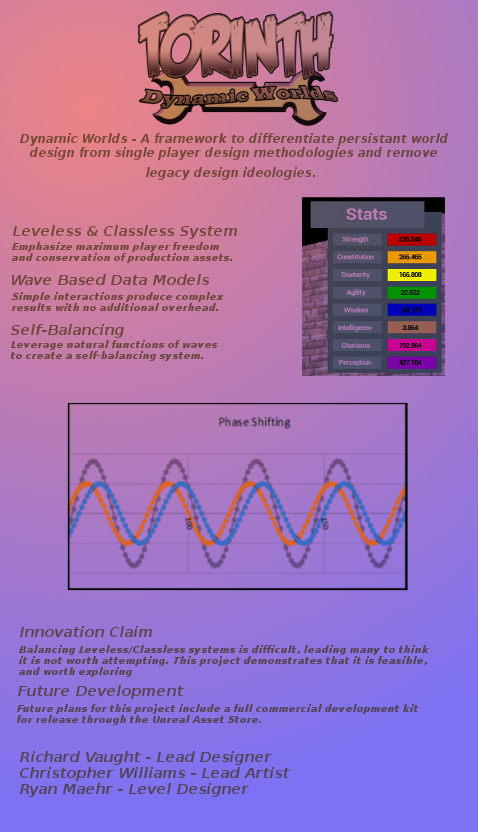 TORINTH
Dynamic Worlds
Dynamic Worlds - A framework to differentiate persistant world
design from single player design methodologies and remove
legacy design ideologies.
Stats
Strength
Constitution 266.465
Dexterity 166.808
Agility 22.622
Wisdom
Intelligence 3.864
Charisma 192.904
Perception 427.104
Leveless & Classless System
Emphasize maximum player freedom
and conservation of production assets.
Wave Based Data Models
Simple interactions produce complex
results with no additional overhead.
Self-Balancing
Leverage natural functions of waves
to create a self-balancing system.
Phase Shifting
100
150
Innovation Claim
Balancing Leveless/Classless systems is difficult, leading many to think
it is not worth attempting. This project demonstrates that it is feasible,
and worth exploring
Future Development
Future plans for this project include a full commercial development kit
for release through the Unreal Asset Store.
Richard Vaught - Lead Designer
Christopher Williams - Lead Artist
Ryan Maehr - Level Designer